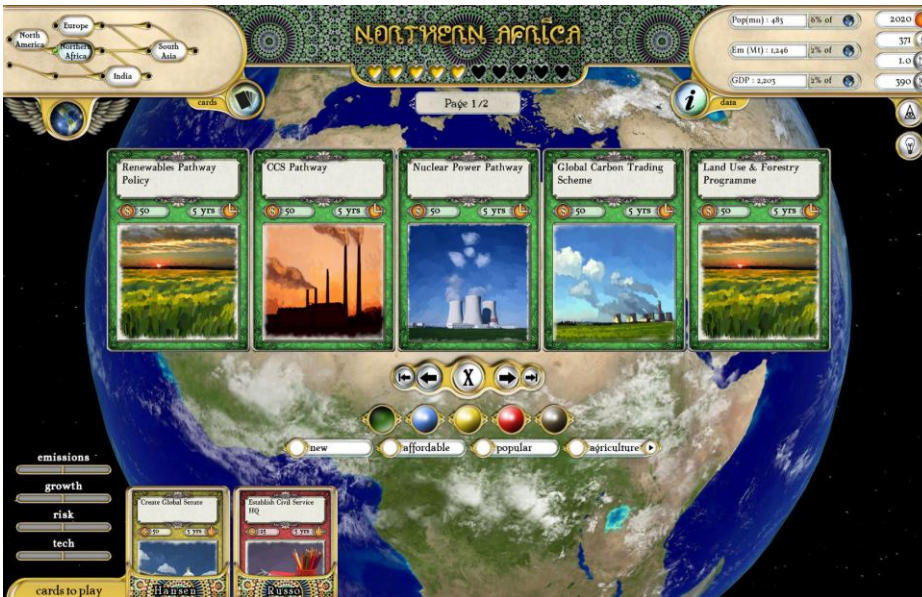 Europe
North
America
Northern
Africa
South
Asia
India
NORTHERN AFRICA
Pop(mn) : 483
6% of
2020
371
Em (Mt) : 1,246
2% of
1.0
GDP : 2,203
2% of
390
cards
Page 1/2
i
data
Renewables Pathway
Policy
$ 50
5 yrs
CCS Pathway
$ 50
5 yrs
Nuclear Power Pathway
$ 50
5 yrs
Global Carbon Trading
Scheme
$ 50
5 yrs
Land Use & Forestry
Programme
$ 50
5 yrs
X
new
affordable
popular
agriculture
emissions
growth
risk
tech
Create Global Senate
50
5 yrs
Hansen
Establish Civil Service
HQ
5 yrs
Russo
cards to play